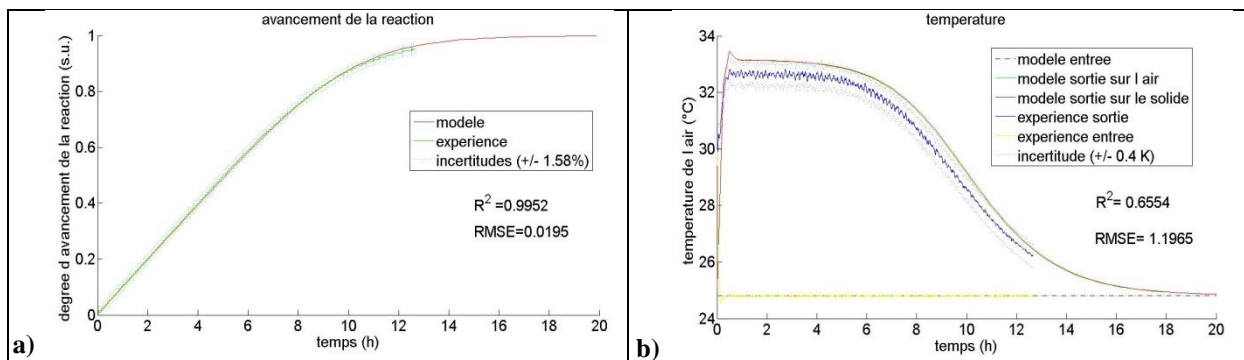 avancement de la reaction
degree d avancement de la reaction (s.u.)
1
0.8
0.6
0.4
0.2
0
0 2 4 6 8 10 12 14 16 18 20
temps (h)
modele
experience
incertitudes (+/- 1.58%)
R²=0.9952
RMSE=0.0195
a)
temperature
temperature de l air (°C)
34
32
30
28
26
24
0 2 4 6 8 10 12 14 16 18 20
temps (h)
modele entree
modele sortie sur l air
modele sortie sur le solide
experience sortie
experience entree
incertitude (+/- 0.4 K)
R²=0.6554
RMSE= 1.1965
b)